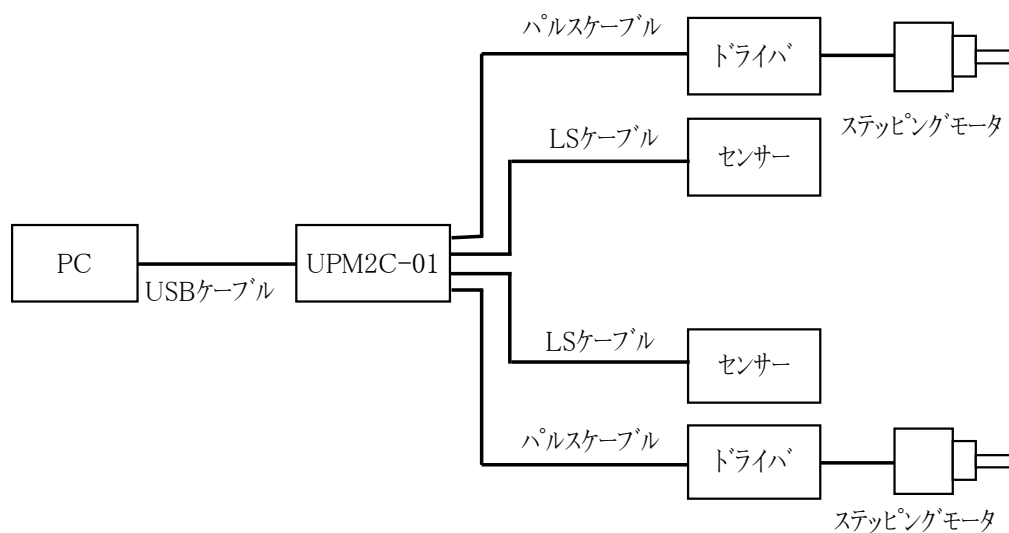 パルスケーブル
ドライバ
ステッピングモータ
LSケーブル
センサー
PC
UPM2C-01
USBケーブル
LSケーブル
センサー
パルスケーブル
ドライバ
ステッピングモータ